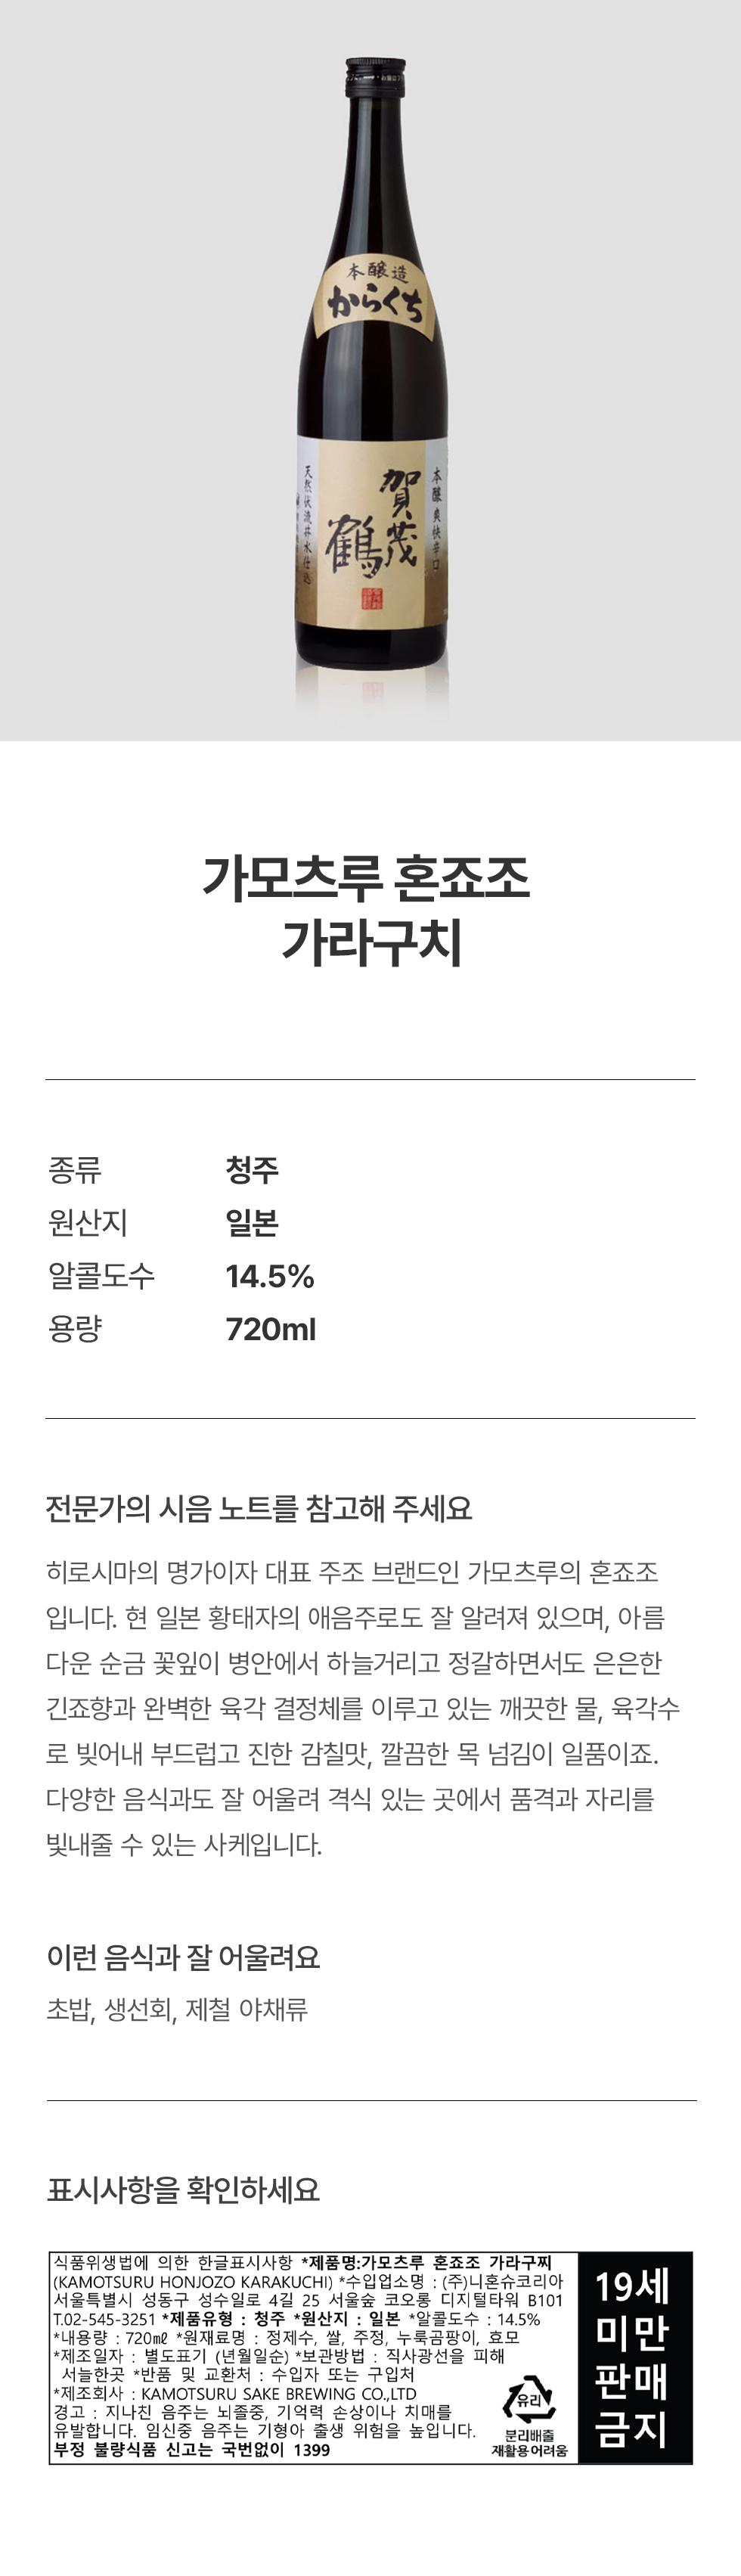 本醸造
からくち
賀茂
鶴
本醸 爽快辛口
天然伏流井水仕込
가모츠루 혼죠조
가라구치
종류 청주
원산지 일본
알콜도수 14.5%
용량 720ml
전문가의 시음 노트를 참고해 주세요
히로시마의 명가이자 대표 주조 브랜드인 가모츠루의 혼죠조
입니다. 현 일본 황태자의 애음주로도 잘 알려져 있으며, 아름
다운 순금 꽃잎이 병안에서 하늘거리고 정갈하면서도 은은한
긴죠향과 완벽한 육각 결정체를 이루고 있는 깨끗한 물, 육각수
로 빚어내 부드럽고 진한 감칠맛, 깔끔한 목 넘김이 일품이죠.
다양한 음식과도 잘 어울려 격식 있는 곳에서 품격과 자리를
빛내줄 수 있는 사케입니다.
이런 음식과 잘 어울려요
초밥, 생선회, 제철 야채류
표시사항을 확인하세요
식품위생법에 의한 한글표시사항 *제품명:가모츠루 혼죠조 가라구찌
(KAMOTSURU HONJOZO KARAKUCHI) *수입업소명 : (주)니혼슈코리아
서울특별시 성동구 성수일로 4길 25 서울숲 코오롱 디지털타워 B101
T.02-545-3251 *제품유형 : 청주 *원산지 : 일본 *알콜도수 : 14.5%
*내용량 : 720㎖ *원재료명 : 정제수, 쌀, 주정, 누룩곰팡이, 효모
*제조일자 : 별도표기 (년월일순) *보관방법 : 직사광선을 피해
서늘한곳 *반품 및 교환처 : 수입자 또는 구입처
*제조회사 : KAMOTSURU SAKE BREWING CO.,LTD
경고 : 지나친 음주는 뇌졸중, 기억력 손상이나 치매를
유발합니다. 임신중 음주는 기형아 출생 위험을 높입니다.
부정 불량식품 신고는 국번없이 1399
유리
분리배출
재활용어려움
19세
미만
판매
금지